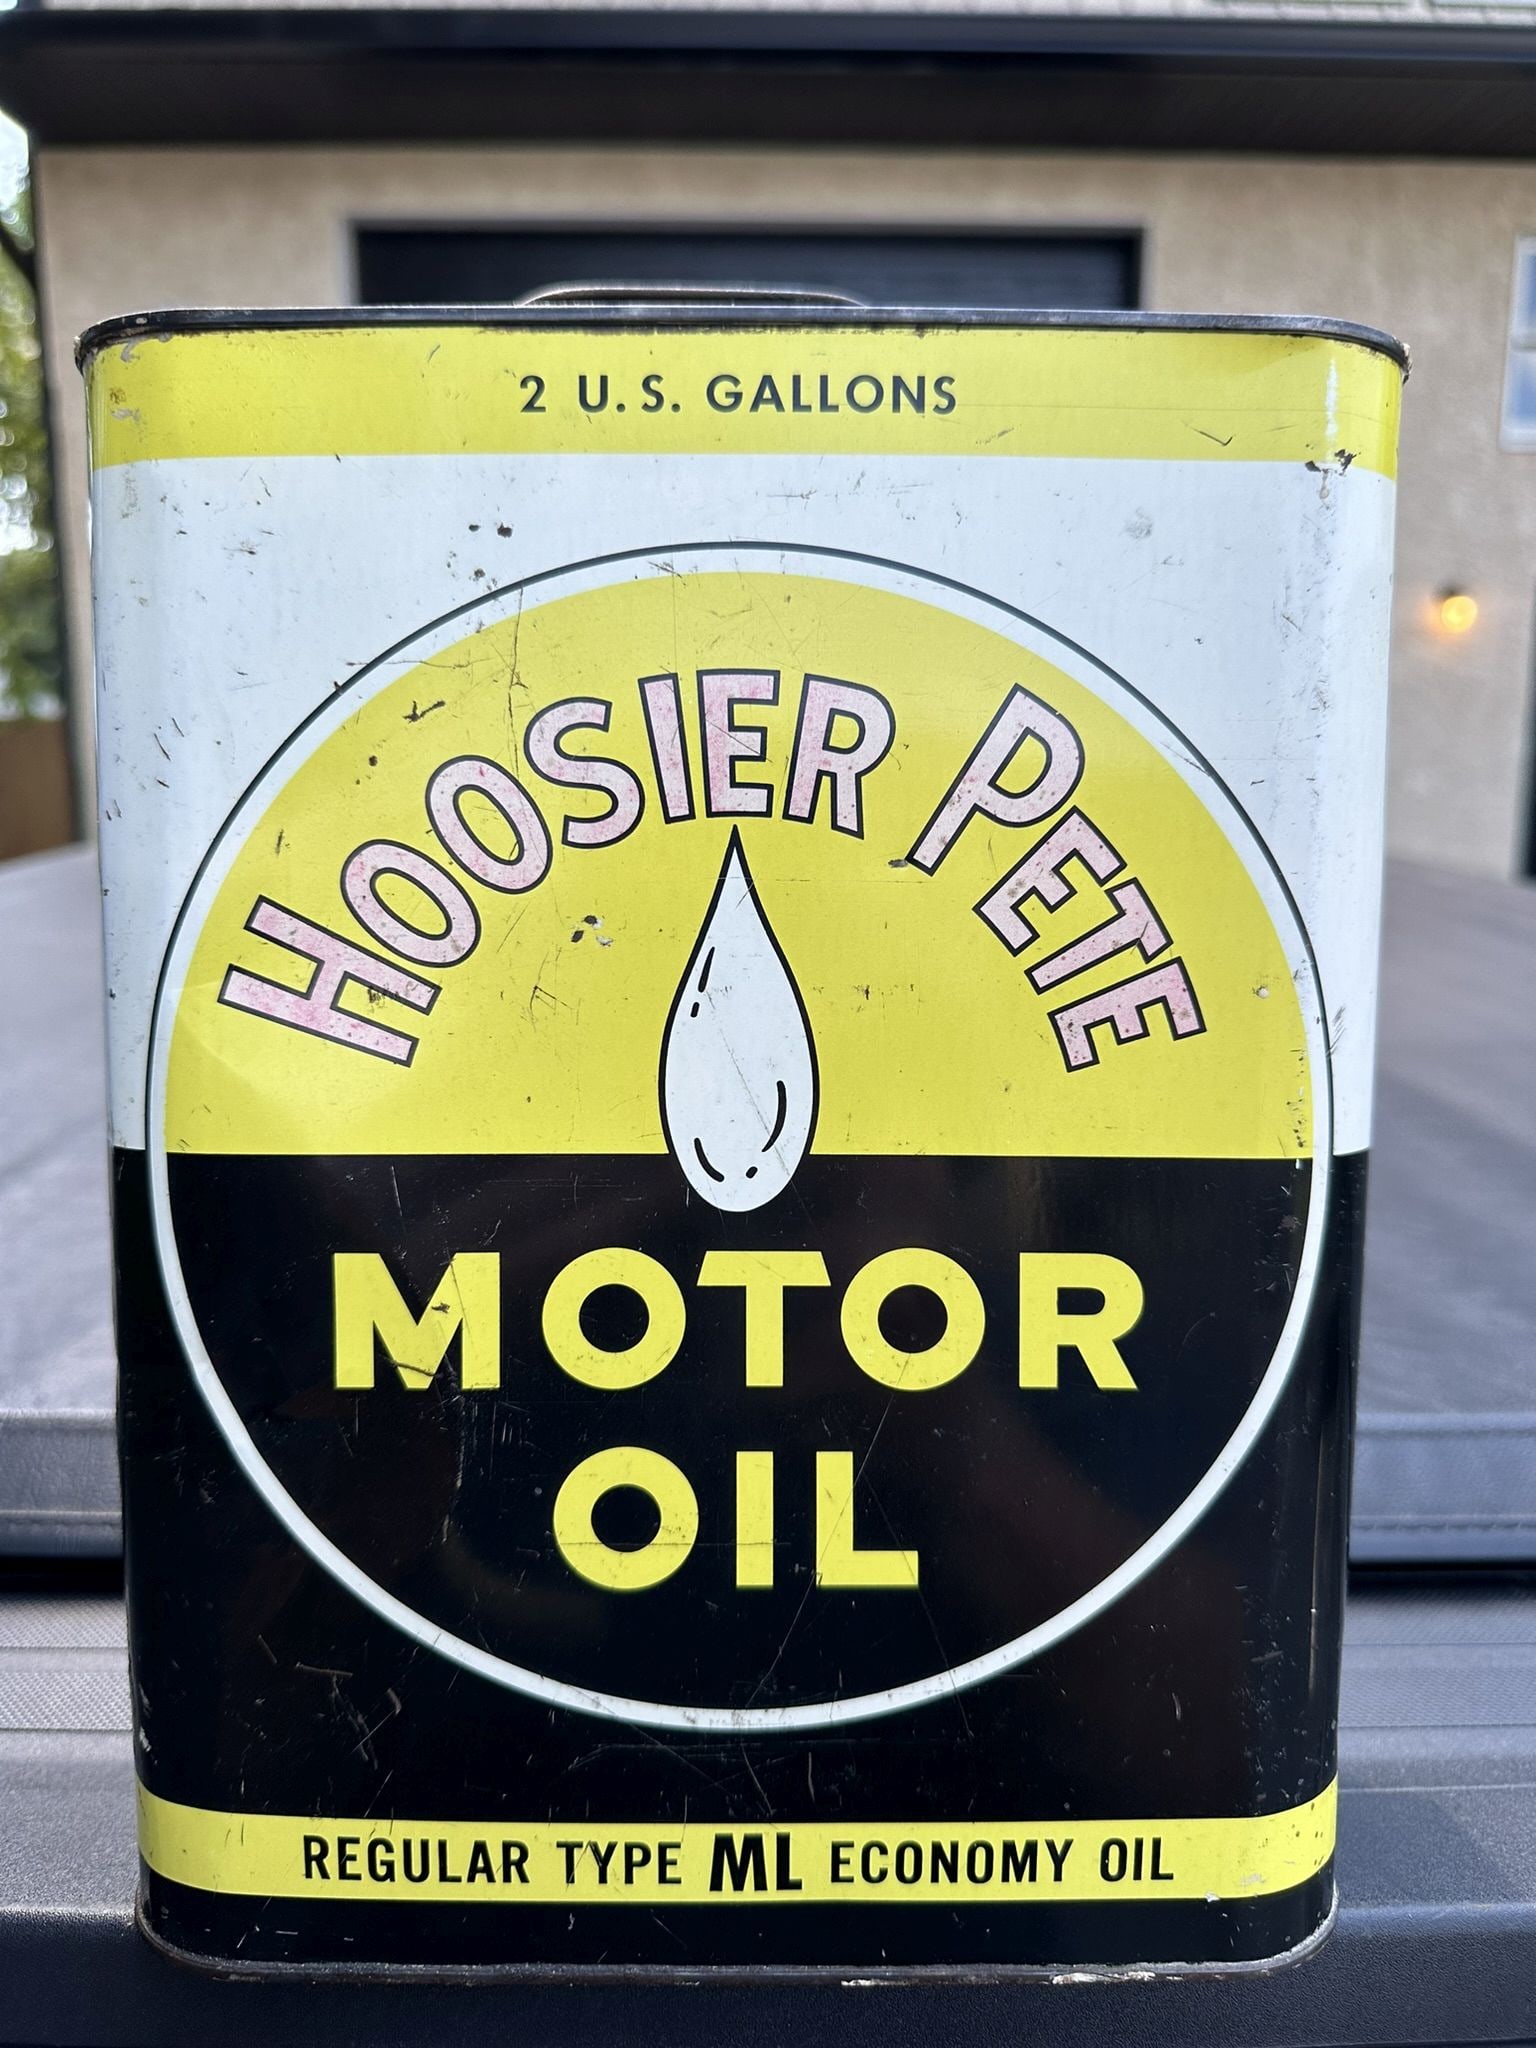 2 U.S. GALLONS
HOOSIER PETE
MOTOR
OIL
REGULAR TYPE ML ECONOMY OIL